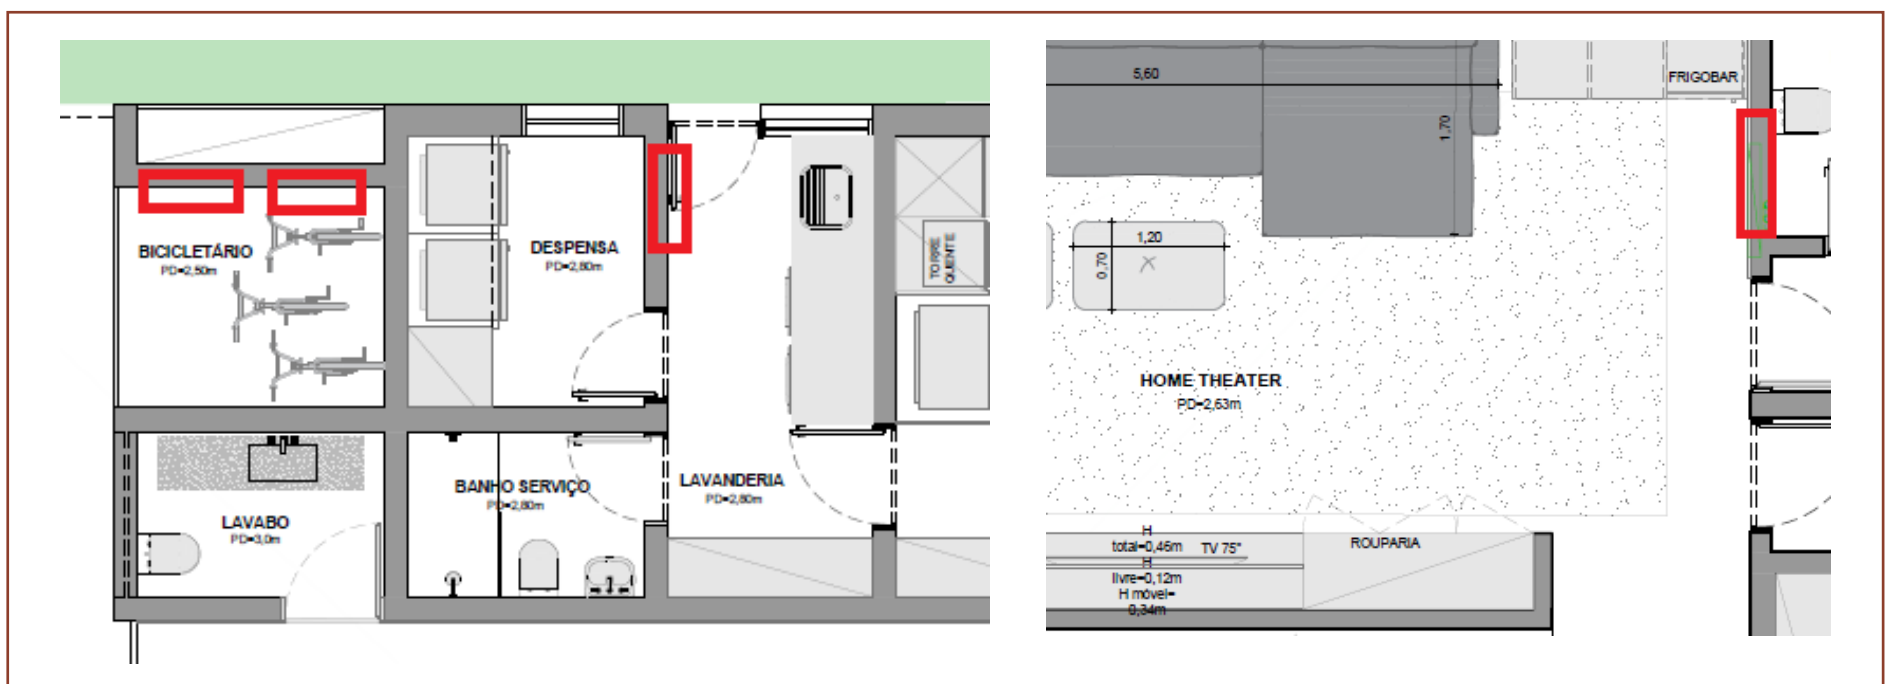 BICICLETÁRIO
PD=2,50m
DESPENSA
PD=2,80m
TORRE
QUENTE
LAVABO
PD=3,0m
BANHO SERVIÇO
PD=2,80m
LAVANDERIA
PD=2,80m
5,60
1,70
FRIGOBAR
1,20
0,70
HOME THEATER
PD=2,63m
H
total=0,46m
TV 75"
H
livre=0,12m
H móvel=
0,34m
ROUPARIA